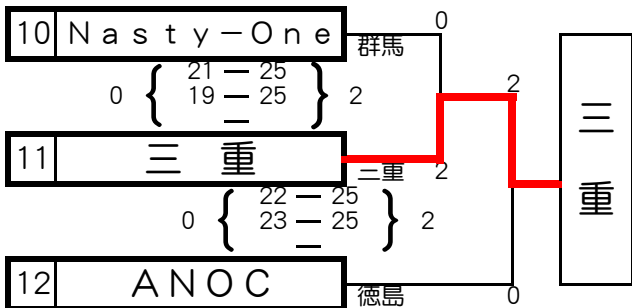 10 Nasty－One 群馬 0
21 ― 25
0 { 19 ― 25 } 2
―
2
11 三重 三重 2
三重
22 ― 25
0 { 23 ― 25 } 2
―
12 ANOC 徳島 0